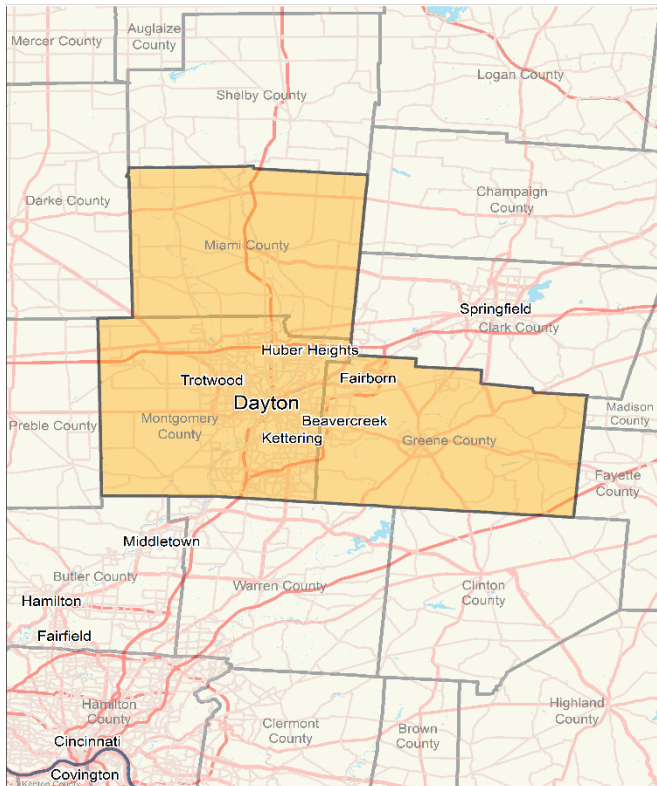 Auglaize
County
Mercer County
Logan County
Shelby County
Darke County
Champaign
County
Miami County
Springfield
Clark County
Huber Heights
Trotwood
Fairborn
Dayton
Madison
County
Montgomery
County
Beavercreek
Preble County
Kettering
Greene County
Fayette
County
Middletown
Butler County
Warren County
Clinton
County
Hamilton
Fairfield
Hamilton
County
Highland
County
Clermont
County
Brown
County
Cincinnati
Covington
Kenton County